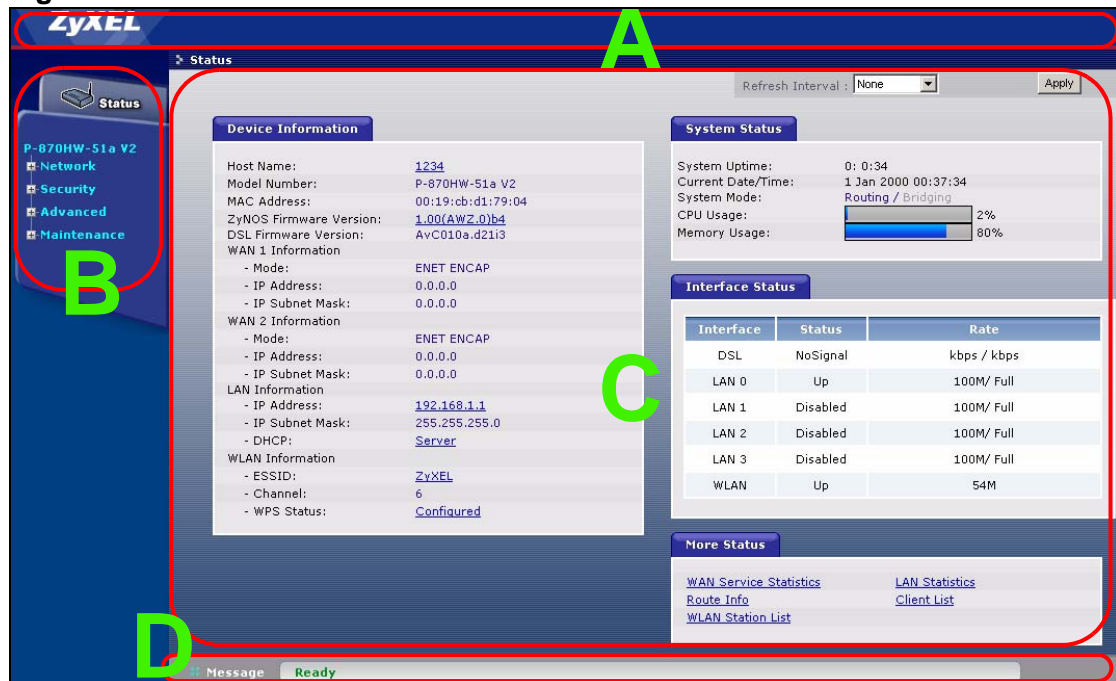 ZyXEL
A
Status
Refresh Interval : None Apply
Status
P-870HW-51a V2
Network
Security
Advanced
Maintenance
B
Device Information
Host Name: 1234
Model Number: P-870HW-51a V2
MAC Address: 00:19:cb:d1:79:04
ZyNOS Firmware Version: 1.00(AWZ.0)b4
DSL Firmware Version: AvC010a.d21i3
WAN 1 Information
- Mode: ENET ENCAP
- IP Address: 0.0.0.0
- IP Subnet Mask: 0.0.0.0
WAN 2 Information
- Mode: ENET ENCAP
- IP Address: 0.0.0.0
- IP Subnet Mask: 0.0.0.0
LAN Information
- IP Address: 192.168.1.1
- IP Subnet Mask: 255.255.255.0
- DHCP: Server
WLAN Information
- ESSID: ZyXEL
- Channel: 6
- WPS Status: Configured
C
System Status
System Uptime: 0: 0:34
Current Date/Time: 1 Jan 2000 00:37:34
System Mode: Routing / Bridging
CPU Usage: 2%
Memory Usage: 80%
Interface Status
Interface Status Rate
DSL NoSignal kbps / kbps
LAN 0 Up 100M/ Full
LAN 1 Disabled 100M/ Full
LAN 2 Disabled 100M/ Full
LAN 3 Disabled 100M/ Full
WLAN Up 54M
More Status
WAN Service Statistics LAN Statistics
Route Info Client List
WLAN Station List
D
Message Ready